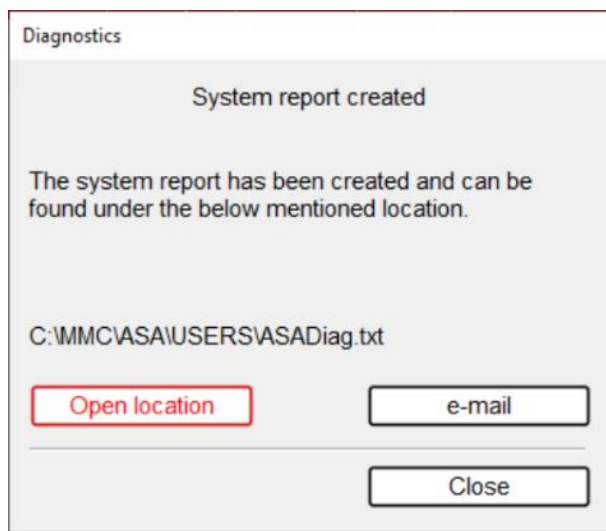 Diagnostics
System report created
The system report has been created and can be
found under the below mentioned location.
C:\MMC\ASA\USERS\ASADiag.txt
Open location
e-mail
Close